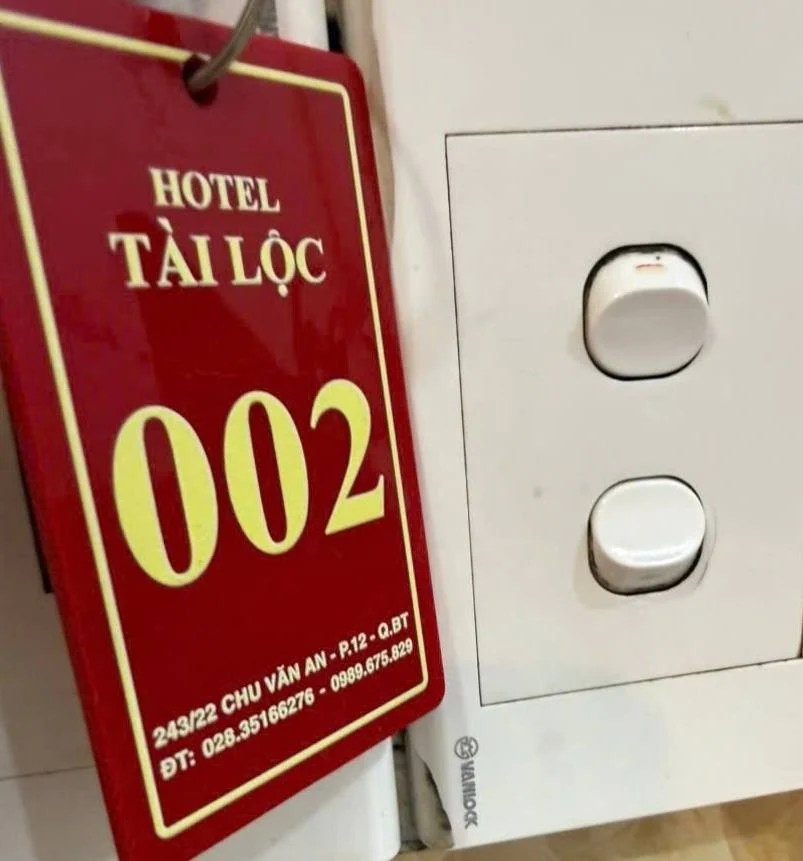 HOTEL
TÀI LỘC
002
243/22 CHU VĂN AN - P.12 - Q.BT
ĐT: 028.35166276 - 0989.675.829
VANLOCK